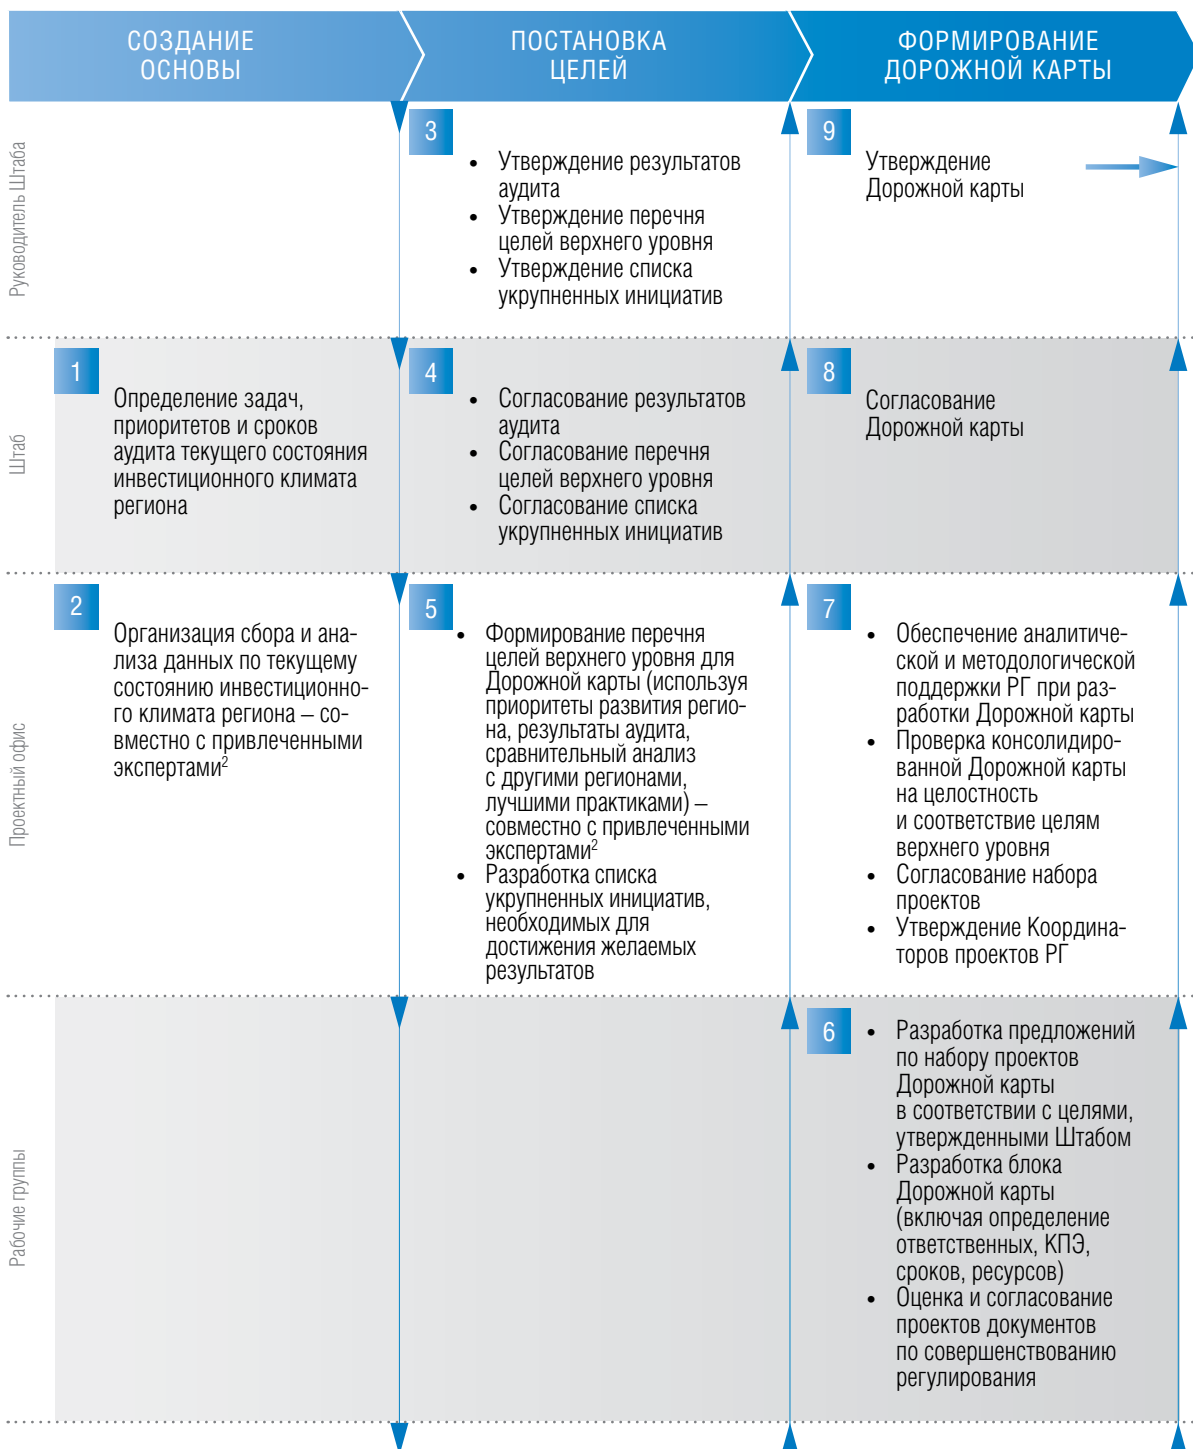 СОЗДАНИЕ
ОСНОВЫ
ПОСТАНОВКА
ЦЕЛЕЙ
ФОРМИРОВАНИЕ
ДОРОЖНОЙ КАРТЫ
Руководитель Штаба
3
• Утверждение результатов
аудита
• Утверждение перечня
целей верхнего уровня
• Утверждение списка
укрупненных инициатив
9
Утверждение
Дорожной карты
Штаб
1
Определение задач,
приоритетов и сроков
аудита текущего состояния
инвестиционного климата
региона
4
• Согласование результатов
аудита
• Согласование перечня
целей верхнего уровня
• Согласование списка
укрупненных инициатив
8
Согласование
Дорожной карты
Проектный офис
2
Организация сбора и ана-
лиза данных по текущему
состоянию инвестиционно-
го климата региона – со-
вместно с привлеченными
экспертами2
5
• Формирование перечня
целей верхнего уровня для
Дорожной карты (используя
приоритеты развития регио-
на, результаты аудита,
сравнительный анализ
с другими регионами,
лучшими практиками) –
совместно с привлеченными
экспертами2
• Разработка списка
укрупненных инициатив,
необходимых для
достижения желаемых
результатов
7
• Обеспечение аналитиче-
ской и методологической
поддержки РГ при раз-
работки Дорожной карты
• Проверка консолидиро-
ванной Дорожной карты
на целостность
и соответствие целям
верхнего уровня
• Согласование набора
проектов
• Утверждение Координа-
торов проектов РГ
Рабочие группы
6
• Разработка предложений
по набору проектов
Дорожной карты
в соответствии с целями,
утвержденными Штабом
• Разработка блока
Дорожной карты
(включая определение
ответственных, КПЭ,
сроков, ресурсов)
• Оценка и согласование
проектов документов
по совершенствованию
регулирования